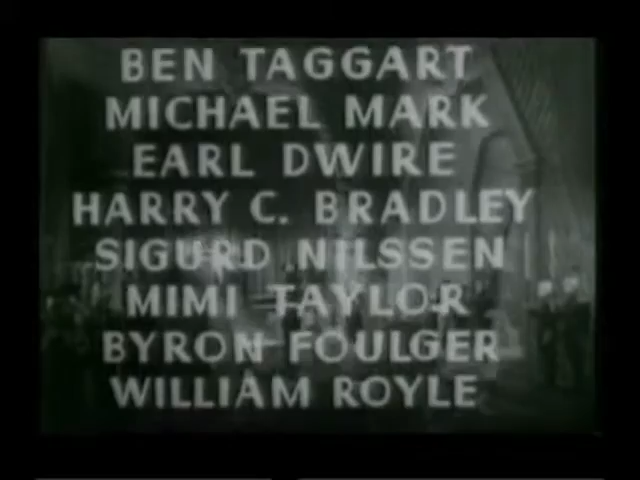 BEN TAGGART
MICHAEL MARK
EARL DWIRE
HARRY C. BRADLEY
SIGURD NILSSEN
MIMI TAYLOR
BYRON FOULGER
WILLIAM ROYLE